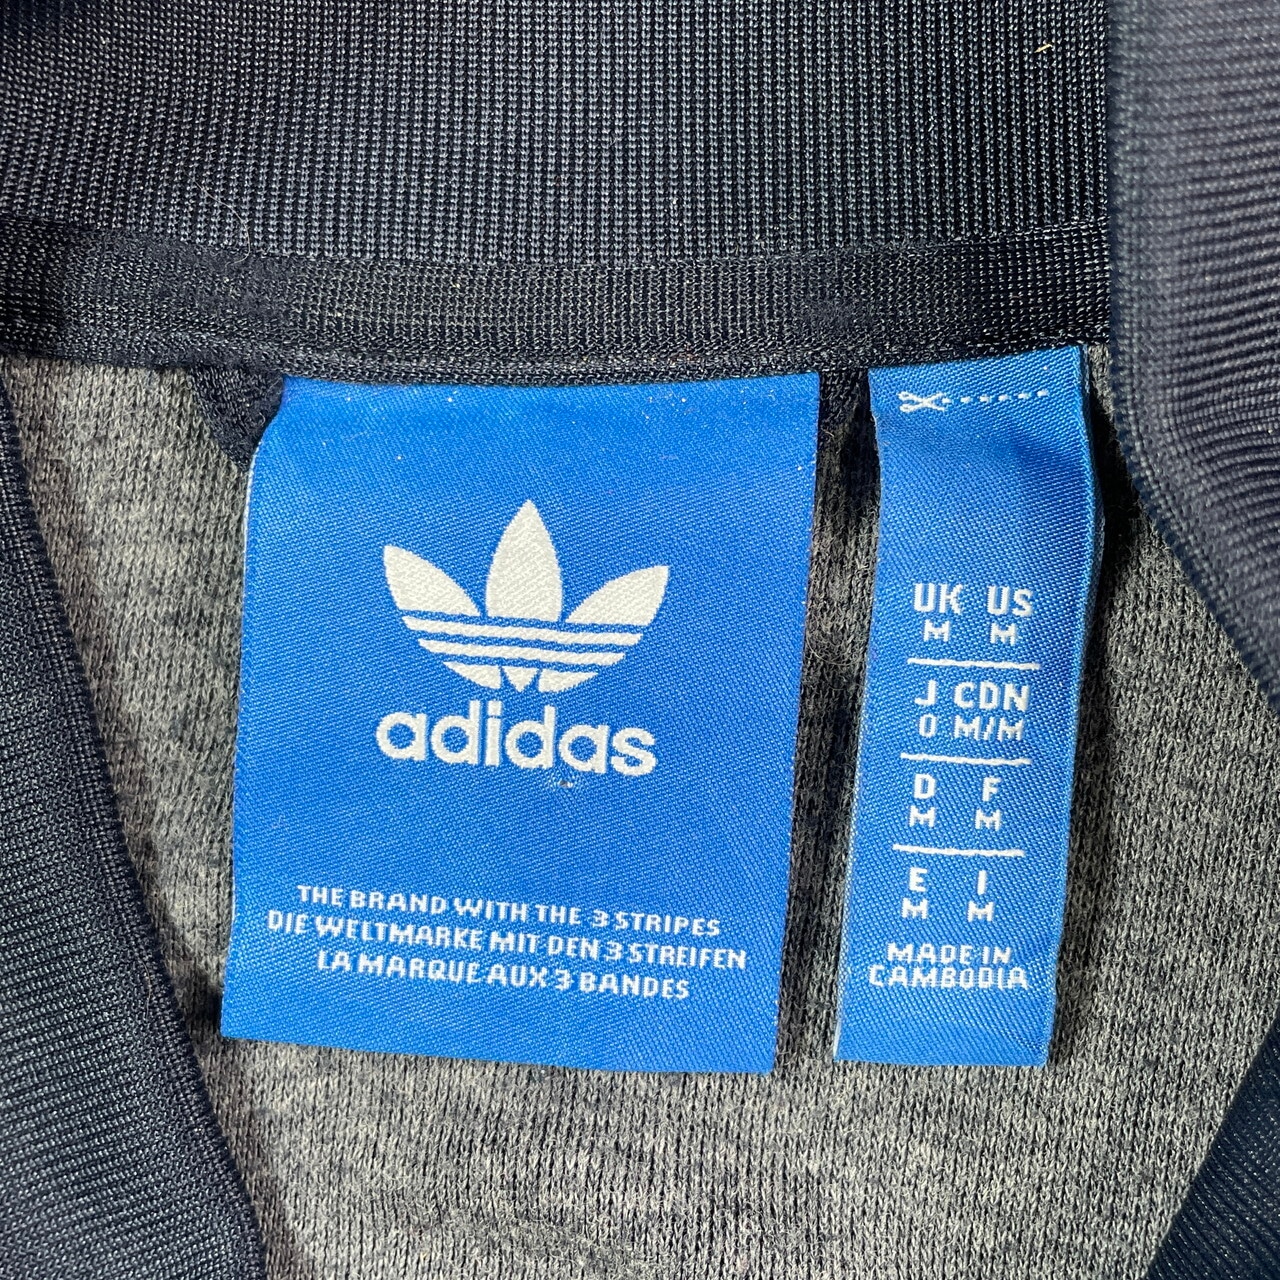 adidas
THE BRAND WITH THE 3 STRIPES
DIE WELTMARKE MIT DEN 3 STREIFEN
LA MARQUE AUX 3 BANDES
UK US
M M
J CDN
O M/M
D F
M M
E I
M M
MADE IN
CAMBODIA